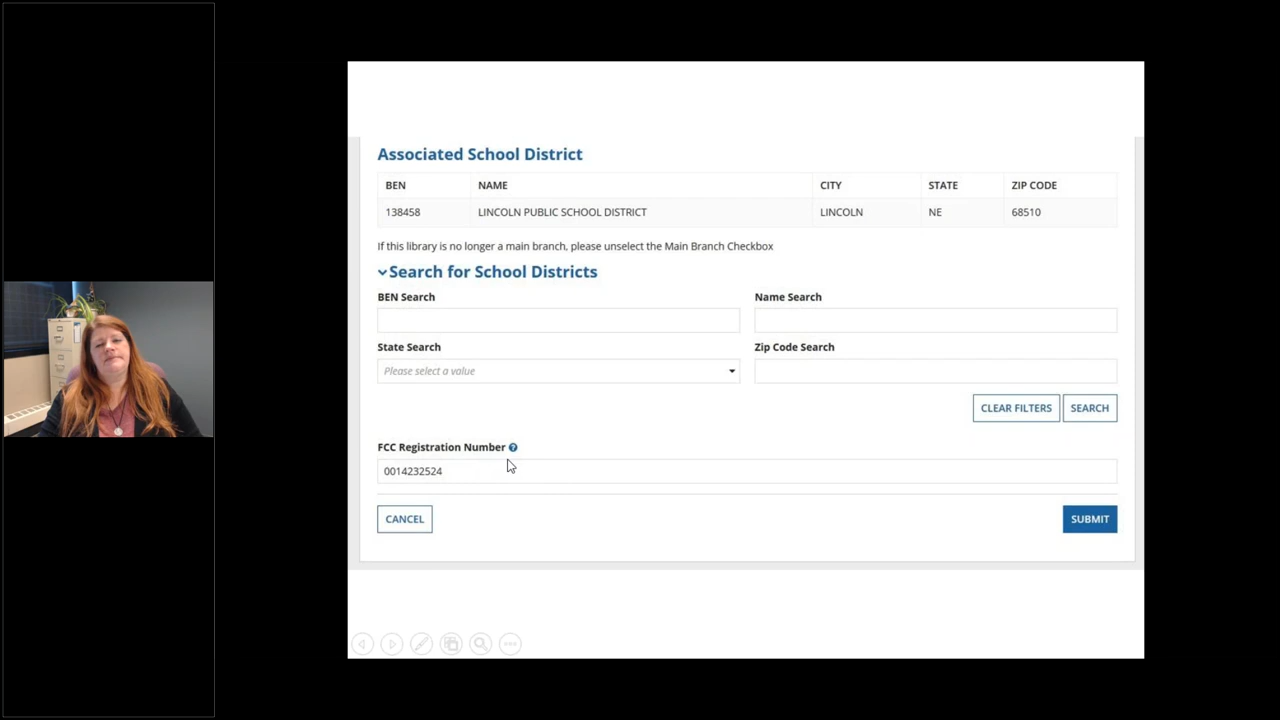 Associated School District
BEN NAME CITY STATE ZIP CODE
138458 LINCOLN PUBLIC SCHOOL DISTRICT LINCOLN NE 68510
If this library is no longer a main branch, please unselect the Main Branch Checkbox
Search for School Districts
BEN Search Name Search
State Search Zip Code Search
Please select a value
CLEAR FILTERS SEARCH
FCC Registration Number ?
0014232524
CANCEL SUBMIT